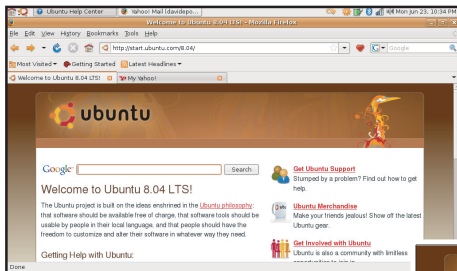 Ubuntu Help Center
Yahoo! Mail (davidepo...
Mon Jun 23, 10:34 PM
Welcome to Ubuntu 8.04 LTS! - Mozilla Firefox
File Edit View History Bookmarks Tools Help
http://start.ubuntu.com/8.04/
Google
Most Visited Getting Started Latest Headlines
Welcome to Ubuntu 8.04 LTS!
My Yahoo!
ubuntu
Google
Search
Welcome to Ubuntu 8.04 LTS!
The Ubuntu project is built on the ideas enshrined in the Ubuntu philosophy:
that software should be available free of charge, that software tools should be
usable by people in their local language, and that people should have the
freedom to customize and alter their software in whatever way they need.
Getting Help with Ubuntu:
Get Ubuntu Support
Stumped by a problem? Find out how to get
help.
Ubuntu Merchandise
Make your friends jealous! Show off the latest
Ubuntu gear.
Get Involved with Ubuntu
Ubuntu is also a community with limitless
opportunities to join in
Done